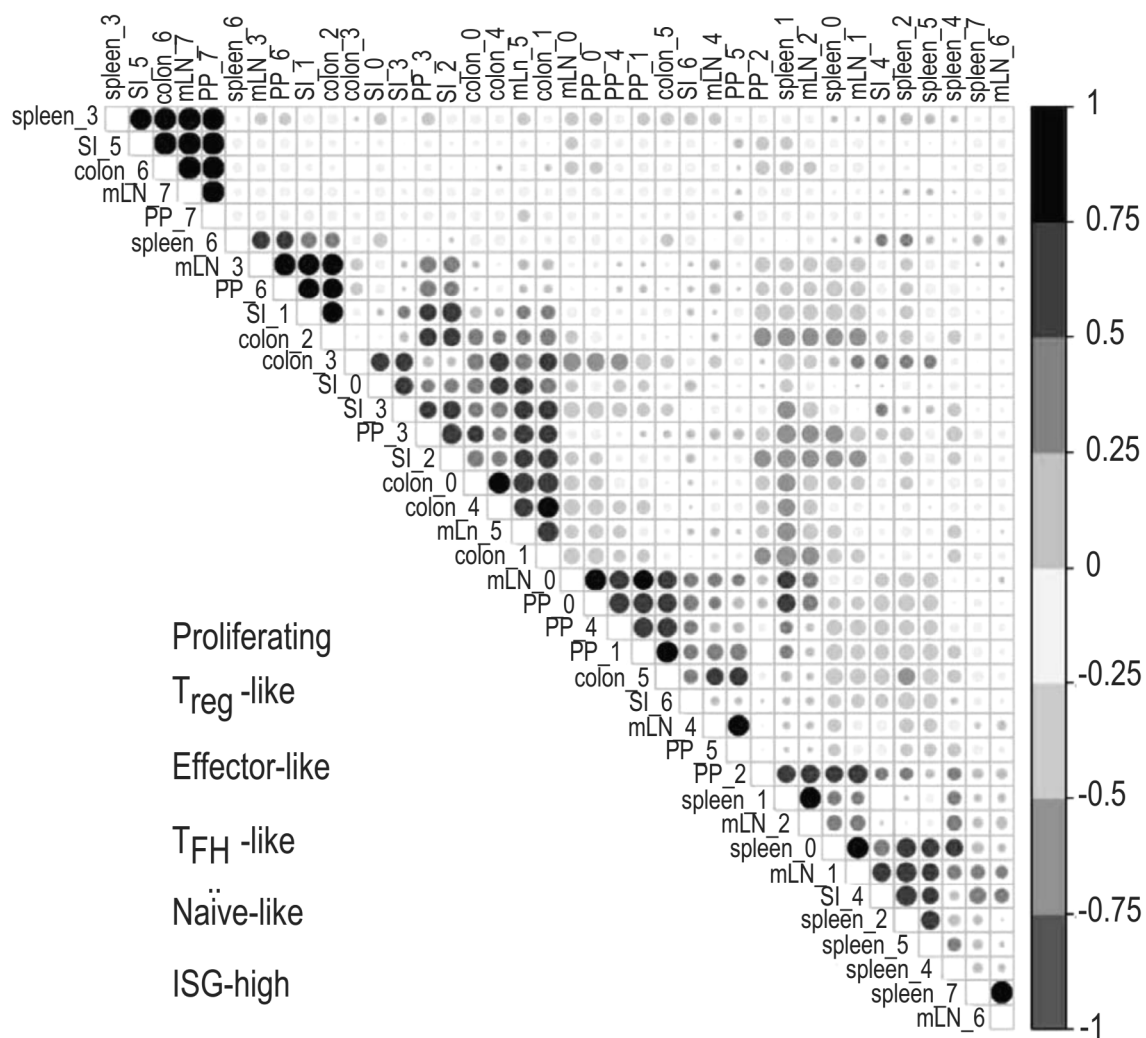 spleen_3
SI_5
colon_6
mLN_7
PP_7
spleen_6
mLN_3
PP_6
SI_1
colon_2
colon_3
SI_0
SI_3
PP_3
SI_2
colon_0
colon_4
mLn_5
colon_1
mLN_0
PP_0
PP_4
PP_1
colon_5
SI_6
mLN_4
PP_5
PP_2
spleen_1
mLN_2
spleen_0
mLN_1
SI_4
spleen_2
spleen_5
spleen_4
spleen_7
mLN_6
spleen_3
SI_5
colon_6
mLN_7
PP_7
spleen_6
mLN_3
PP_6
SI_1
colon_2
colon_3
SI_0
SI_3
PP_3
SI_2
colon_0
colon_4
mLn_5
colon_1
mLN_0
PP_0
PP_4
PP_1
colon_5
SI_6
mLN_4
PP_5
PP_2
spleen_1
mLN_2
spleen_0
mLN_1
SI_4
spleen_2
spleen_5
spleen_4
spleen_7
mLN_6
Proliferating
Treg -like
Effector-like
TFH -like
Naïve-like
ISG-high
1
0.75
0.5
0.25
0
-0.25
-0.5
-0.75
-1